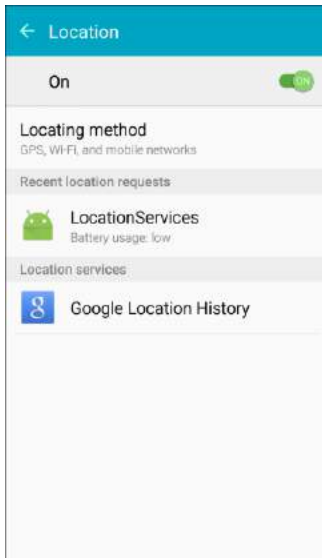 Location
On
ON
Locating method
GPS, Wi-Fi, and mobile networks
Recent location requests
LocationServices
Battery usage: low
Location services
8
Google Location History